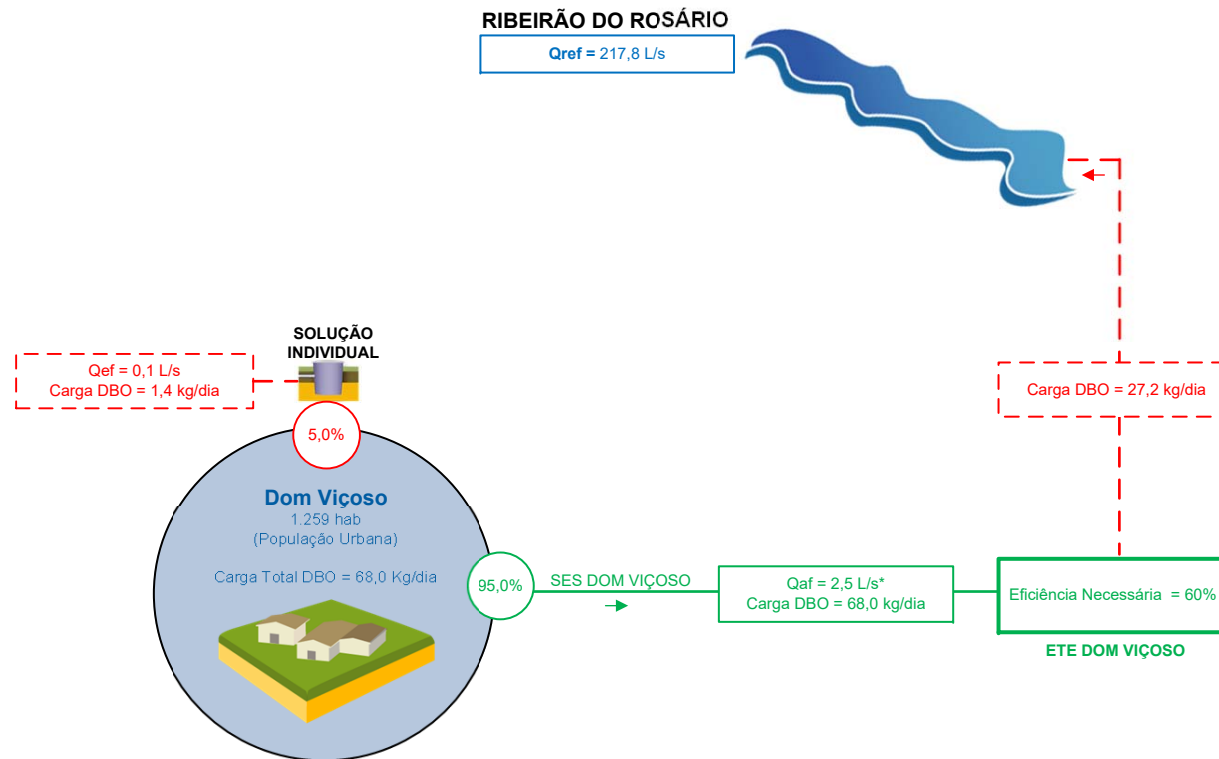 RIBEIRÃO DO ROSÁRIO
Qref = 217,8 L/s
SOLUÇÃO
INDIVIDUAL
Qef = 0,1 L/s
Carga DBO = 1,4 kg/dia
Carga DBO = 27,2 kg/dia
5,0%
Dom Viçoso
1.259 hab
(População Urbana)
Carga Total DBO = 68,0 Kg/dia
95,0%
SES DOM VIÇOSO
Qaf = 2,5 L/s*
Carga DBO = 68,0 kg/dia
Eficiência Necessária = 60%
ETE DOM VIÇOSO